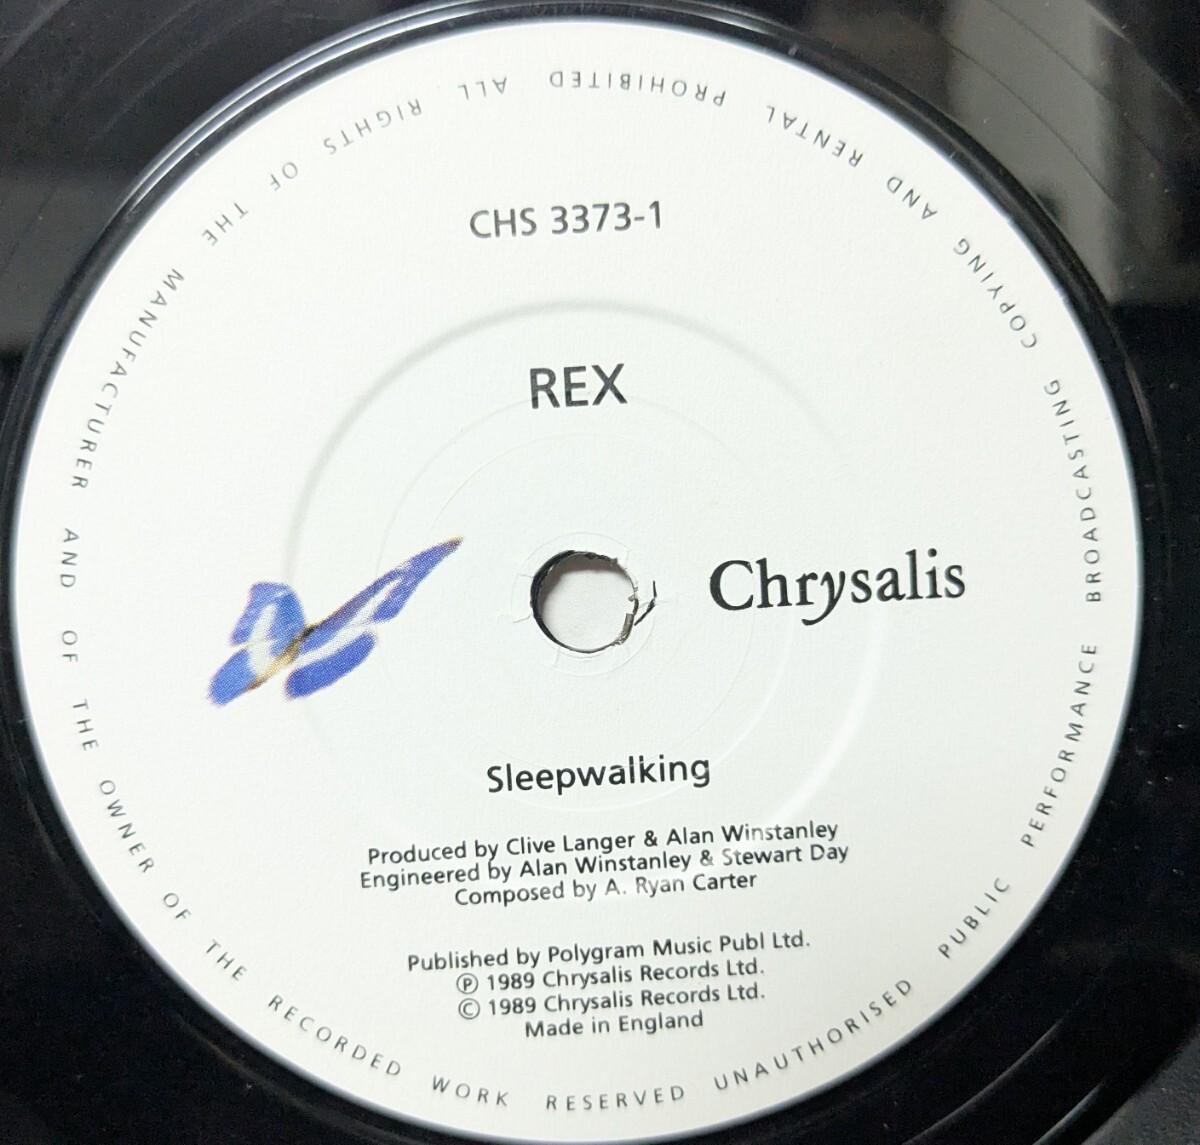 CHS 3373-1
REX
Chrysalis
Sleepwalking
Produced by Clive Langer & Alan Winstanley
Engineered by Alan Winstanley & Stewart Day
Composed by A. Ryan Carter
Published by Polygram Music Publ Ltd.
Ⓟ 1989 Chrysalis Records Ltd.
© 1989 Chrysalis Records Ltd.
Made in England
ALL RIGHTS OF THE MANUFACTURER AND OF THE OWNER OF THE RECORDED WORK RESERVED UNAUTHORISED PUBLIC PERFORMANCE BROADCASTING COPYING AND RENTAL PROHIBITED